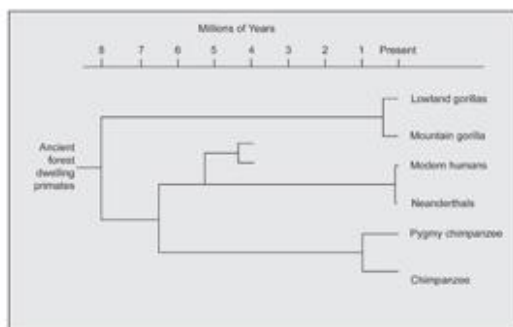 Millions of Years
8 7 6 5 4 3 2 1 Present
Lowland gorillas
Ancient
forest
dwelling
primates
Mountain gorilla
Modern humans
Neanderthals
Pygmy chimpanzee
Chimpanzee